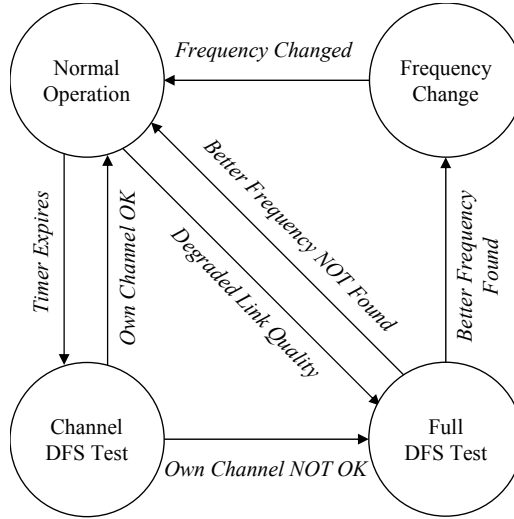 Normal
Operation
Frequency Changed
Frequency
Change
Timer Expires
Own Channel OK
Better Frequency NOT Found
Degraded Link Quality
Better Frequency
Found
Channel
DFS Test
Own Channel NOT OK
Full
DFS Test